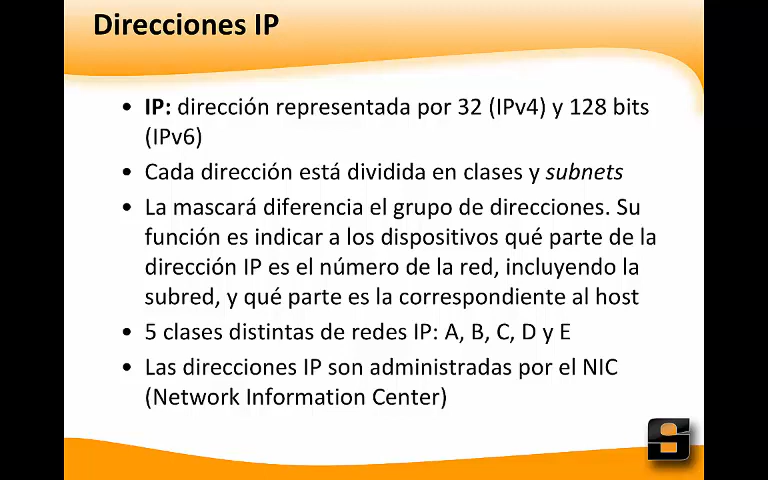 Direcciones IP
• IP: dirección representada por 32 (IPv4) y 128 bits
(IPv6)
• Cada dirección está dividida en clases y subnets
• La mascará diferencia el grupo de direcciones. Su
función es indicar a los dispositivos qué parte de la
dirección IP es el número de la red, incluyendo la
subred, y qué parte es la correspondiente al host
• 5 clases distintas de redes IP: A, B, C, D y E
• Las direcciones IP son administradas por el NIC
(Network Information Center)